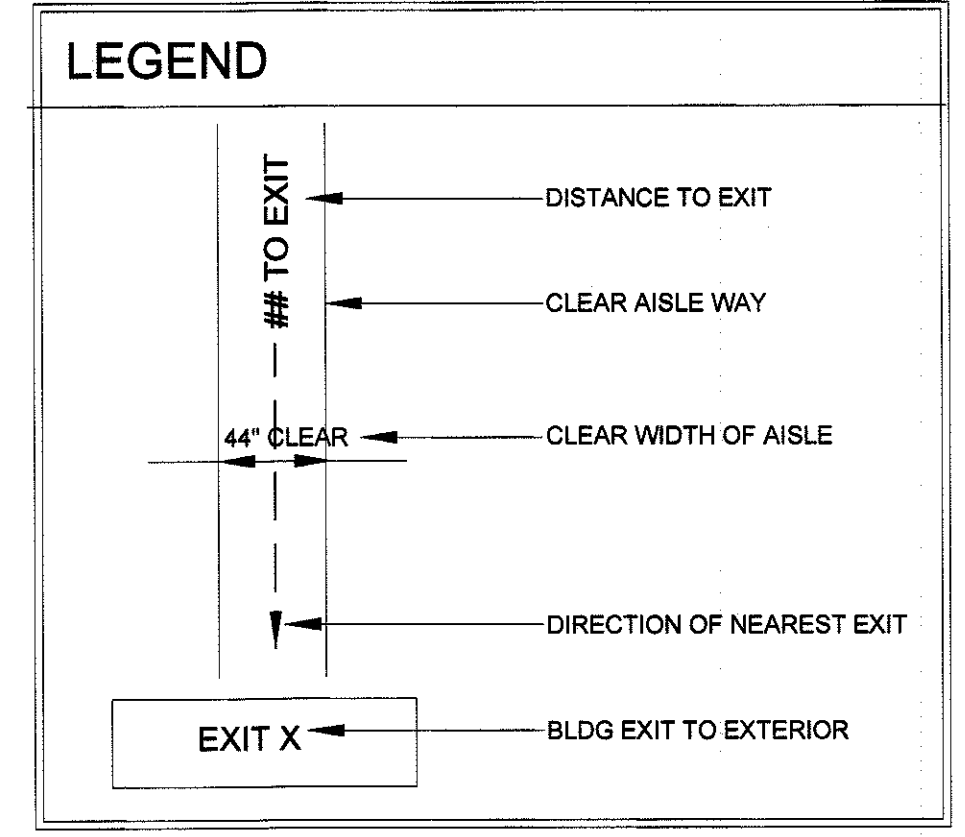 LEGEND
## TO EXIT
DISTANCE TO EXIT
CLEAR AISLE WAY
44" CLEAR
CLEAR WIDTH OF AISLE
DIRECTION OF NEAREST EXIT
EXIT X
BLDG EXIT TO EXTERIOR